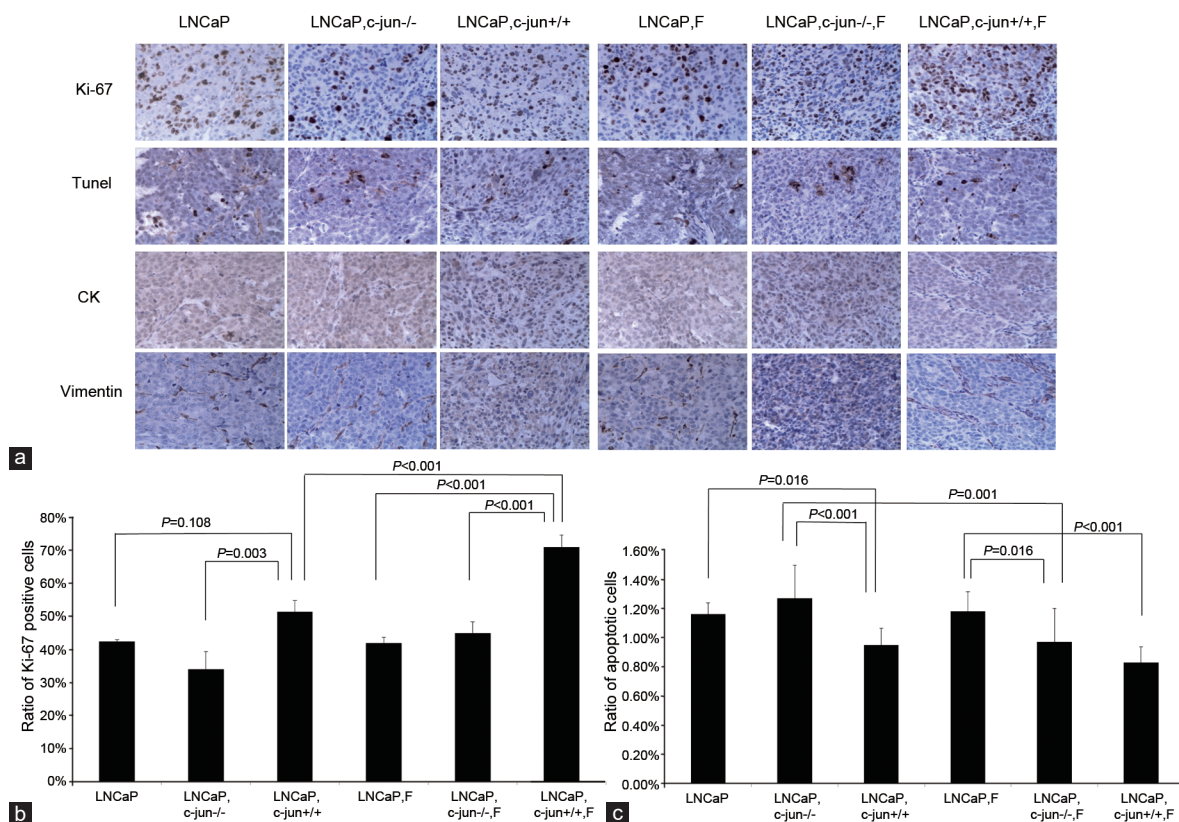 LNCaP LNCaP,c-jun-/- LNCaP,c-jun+/+ LNCaP,F LNCaP,c-jun-/-,F LNCaP,c-jun+/+,F
Ki-67
Tunel
CK
Vimentin
a
P<0.001
P<0.001
P=0.108
P<0.001
P=0.003
Ratio of Ki-67 positive cells
80%
70%
60%
50%
40%
30%
20%
10%
0%
LNCaP
LNCaP,
c-jun-/-
LNCaP,
c-jun+/+
LNCaP,F
LNCaP,
c-jun-/-,F
LNCaP,
c-jun+/+,F
b
P=0.016
P=0.001
P<0.001
P<0.001
P=0.016
Ratio of apoptotic cells
1.60%
1.40%
1.20%
1.00%
0.80%
0.60%
0.40%
0.20%
0.00%
LNCaP
LNCaP,
c-jun-/-
LNCaP,
c-jun+/+
LNCaP,F
LNCaP,
c-jun-/-,F
LNCaP,
c-jun+/+,F
c